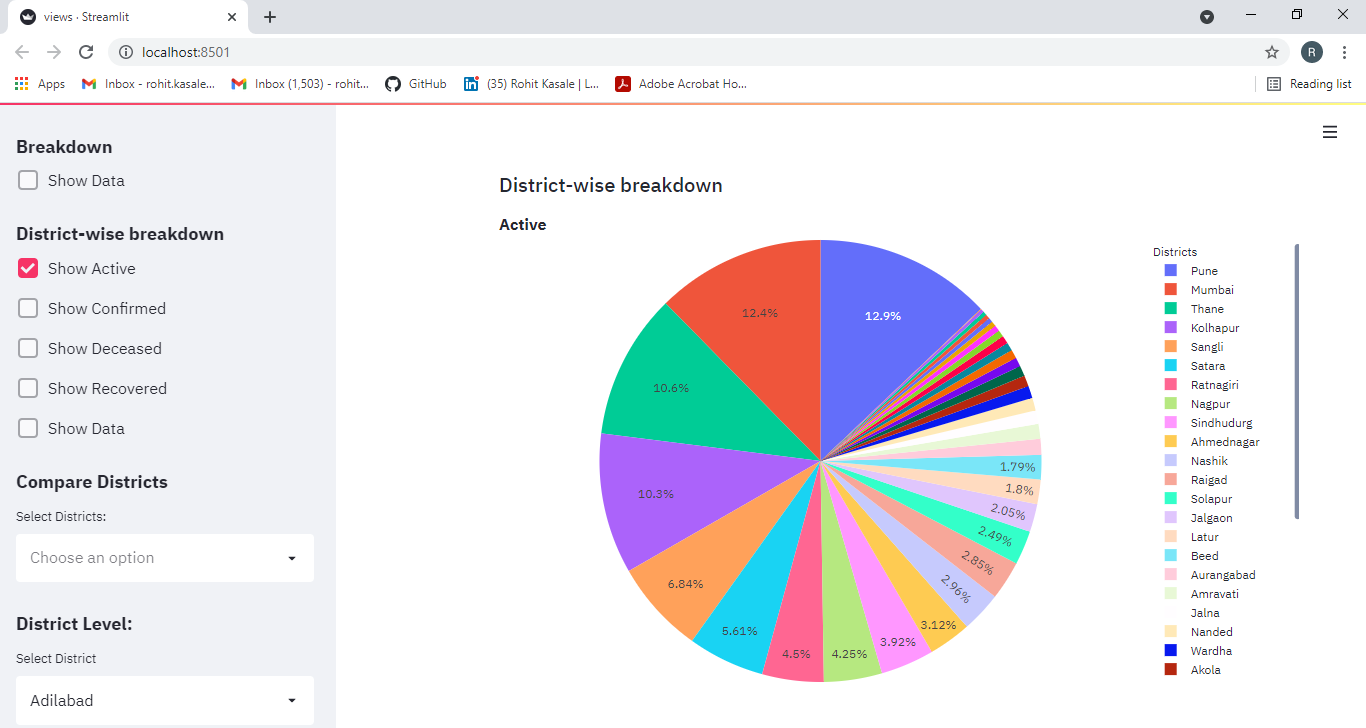 views · Streamlit
localhost:8501
R
Apps
Inbox - rohit.kasale...
Inbox (1,503) - rohit...
GitHub
(35) Rohit Kasale | L...
Adobe Acrobat Ho...
Reading list
Breakdown
Show Data
District-wise breakdown
Show Active
Show Confirmed
Show Deceased
Show Recovered
Show Data
Compare Districts
Select Districts:
Choose an option
District Level:
Select District
Adilabad
District-wise breakdown
Active
12.9%
12.4%
10.6%
10.3%
6.84%
5.61%
4.5%
4.25%
3.92%
3.12%
2.96%
2.85%
2.49%
2.05%
1.8%
1.79%
Districts
Pune
Mumbai
Thane
Kolhapur
Sangli
Satara
Ratnagiri
Nagpur
Sindhudurg
Ahmednagar
Nashik
Raigad
Solapur
Jalgaon
Latur
Beed
Aurangabad
Amravati
Jalna
Nanded
Wardha
Akola